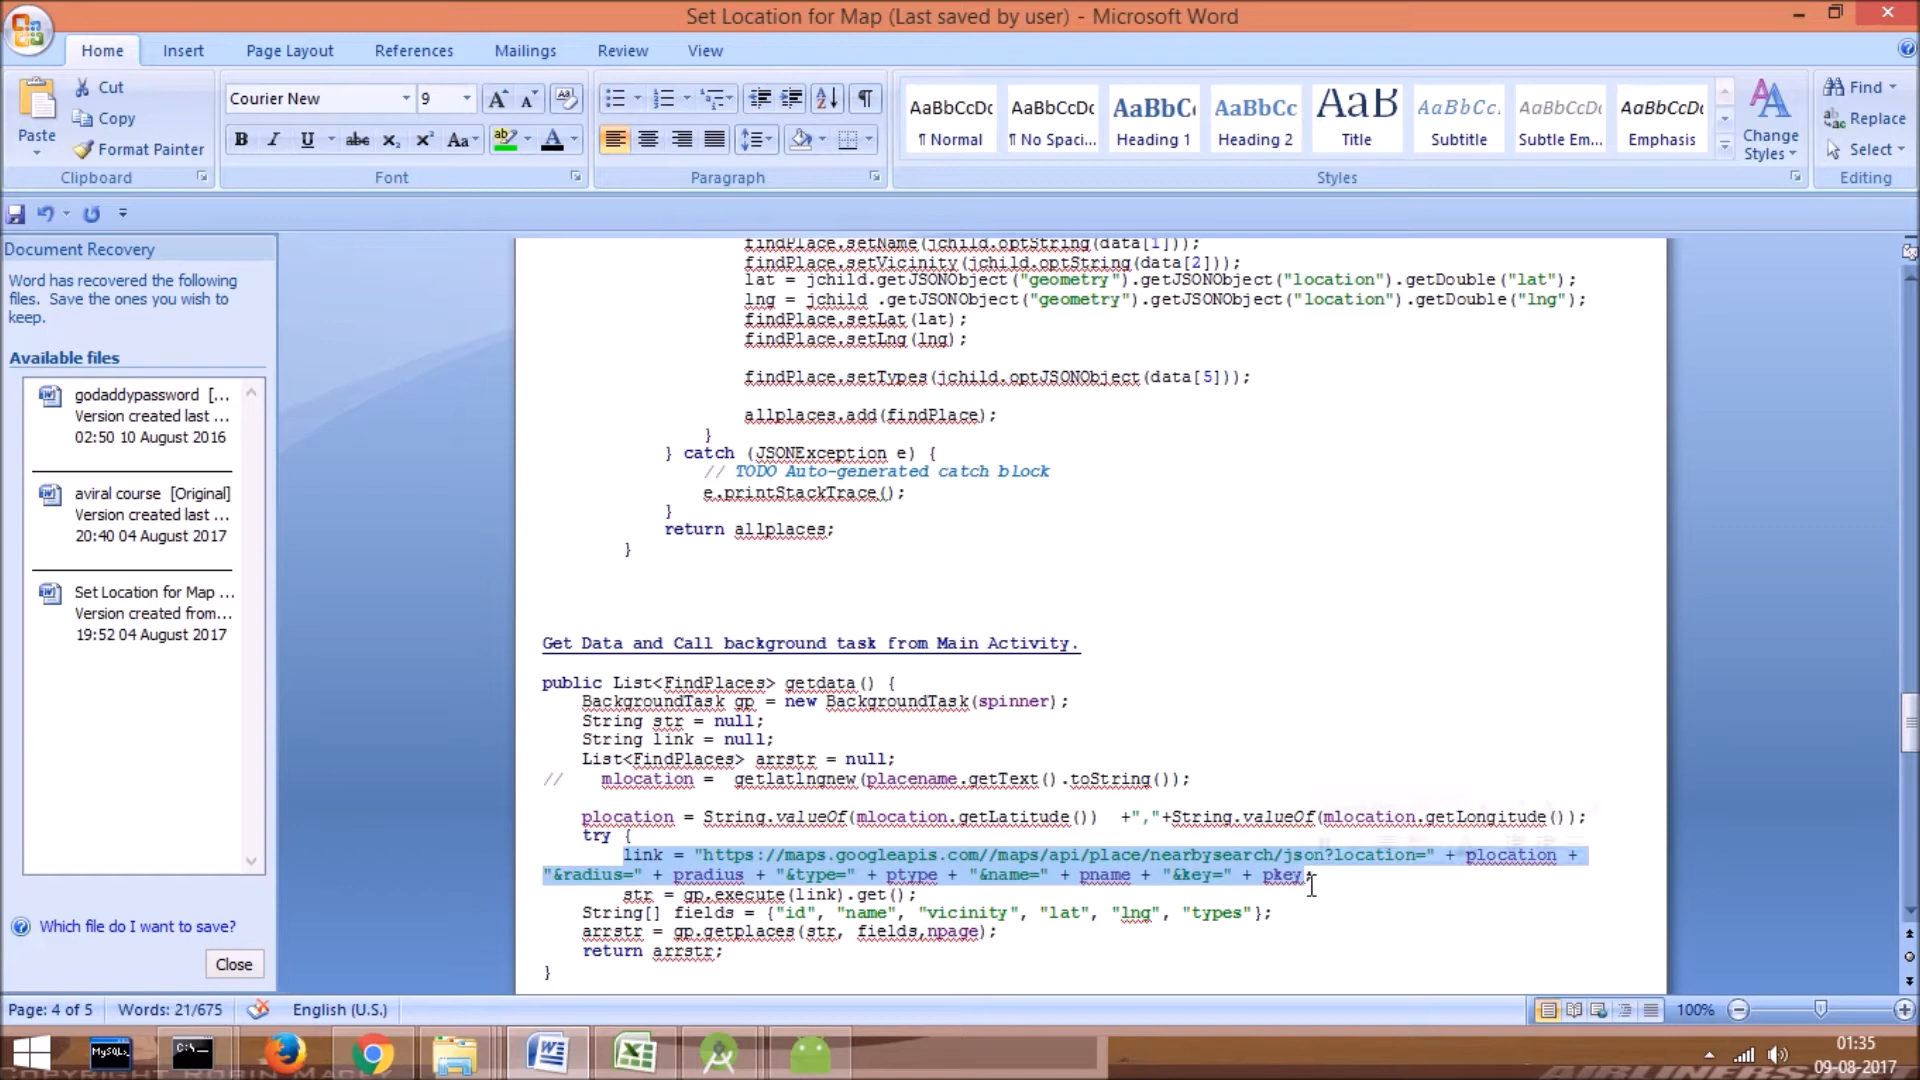 Set Location for Map (Last saved by user) - Microsoft Word
Home Insert Page Layout References Mailings Review View
Paste
Cut
Copy
Format Painter
Clipboard
Courier New 9
Font
Paragraph
AaBbCcDc AaBbCcDc AaBbC AaBbCc AaB AaBbCc. AaBbCcDc AaBbCcDc
¶ Normal ¶ No Spaci... Heading 1 Heading 2 Title Subtitle Subtle Em... Emphasis
Change Styles
Styles
Find
Replace
Select
Editing
Document Recovery
Word has recovered the following
files. Save the ones you wish to
keep.
Available files
godaddypassword [...
Version created last ...
02:50 10 August 2016
aviral course [Original]
Version created last ...
20:40 04 August 2017
Set Location for Map ...
Version created from...
19:52 04 August 2017
Which file do I want to save?
Close
findPlace.setName(jchild.optString(data[1]));
findPlace.setVicinity(jchild.optString(data[2]));
lat = jchild.getJSONObject("geometry").getJSONObject("location").getDouble("lat");
lng = jchild .getJSONObject("geometry").getJSONObject("location").getDouble("lng");
findPlace.setLat(lat);
findPlace.setLng(lng);
findPlace.setTypes(jchild.optJSONObject(data[5]));
allplaces.add(findPlace);
}
} catch (JSONException e) {
// TODO Auto-generated catch block
e.printStackTrace();
}
return allplaces;
}
Get Data and Call background task from Main Activity.
public List<FindPlaces> getdata() {
BackgroundTask gp = new BackgroundTask(spinner);
String str = null;
String link = null;
List<FindPlaces> arrstr = null;
// mlocation = getlatlngnew(placename.getText().toString());
plocation = String.valueOf(mlocation.getLatitude()) +","+String.valueOf(mlocation.getLongitude());
try {
link = "https://maps.googleapis.com//maps/api/place/nearbysearch/json?location=" + plocation +
"&radius=" + pradius + "&type=" + ptype + "&name=" + pname + "&key=" + pkey;
str = gp.execute(link).get();
String[] fields = {"id", "name", "vicinity", "lat", "lng", "types"};
arrstr = gp.getplaces(str, fields,npage);
return arrstr;
}
Page: 4 of 5 Words: 21/675 English (U.S.) 100%
MySQL
C:\
01:35
09-08-2017
COPYRIGHT ROBIN MACEY
AIRLINERS.